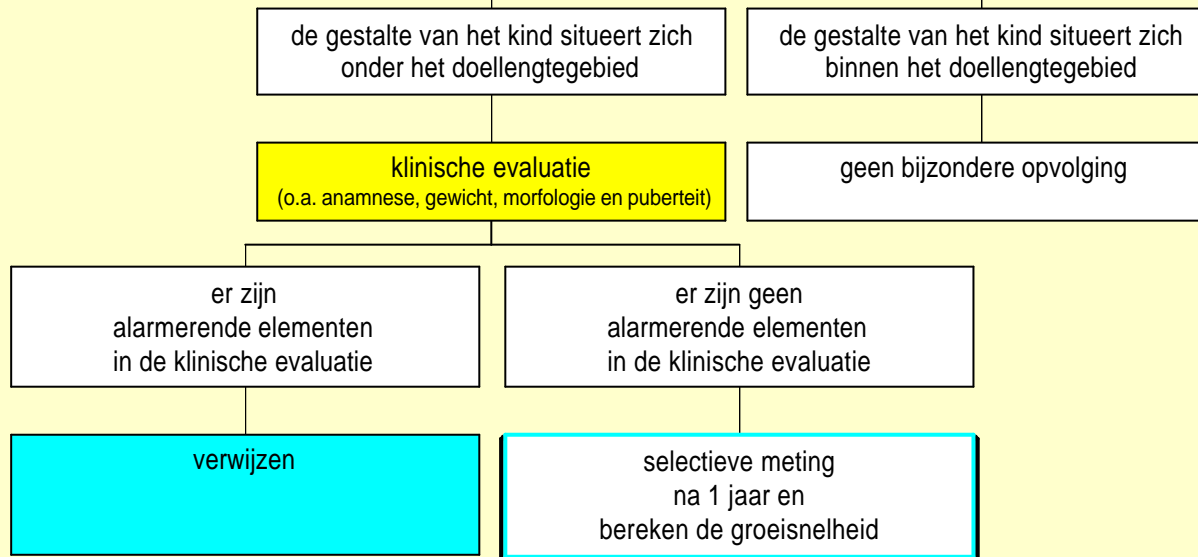 de gestalte van het kind situeert zich
onder het doellengtegebied
de gestalte van het kind situeert zich
binnen het doellengtegebied
klinische evaluatie
(o.a. anamnese, gewicht, morfologie en puberteit)
geen bijzondere opvolging
er zijn
alarmerende elementen
in de klinische evaluatie
er zijn geen
alarmerende elementen
in de klinische evaluatie
verwijzen
selectieve meting
na 1 jaar en
bereken de groeisnelheid